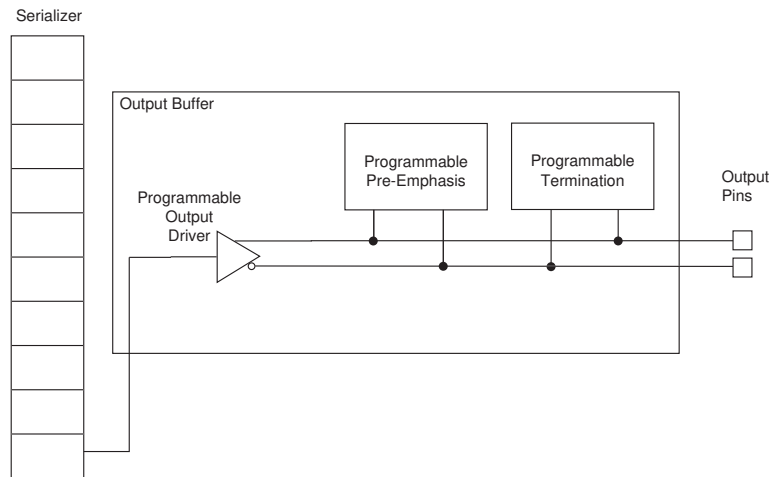 Serializer
Output Buffer
Programmable
Pre-Emphasis
Programmable
Termination
Output
Pins
Programmable
Output
Driver